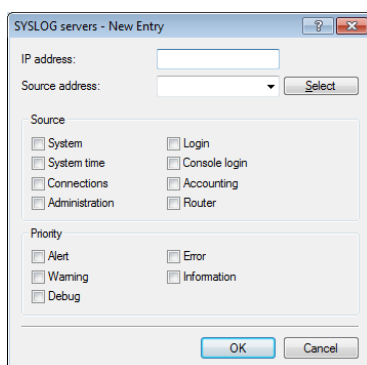 SYSLOG servers - New Entry
IP address:
Source address:
Select
Source
System
Login
System time
Console login
Connections
Accounting
Administration
Router
Priority
Alert
Error
Warning
Information
Debug
OK
Cancel